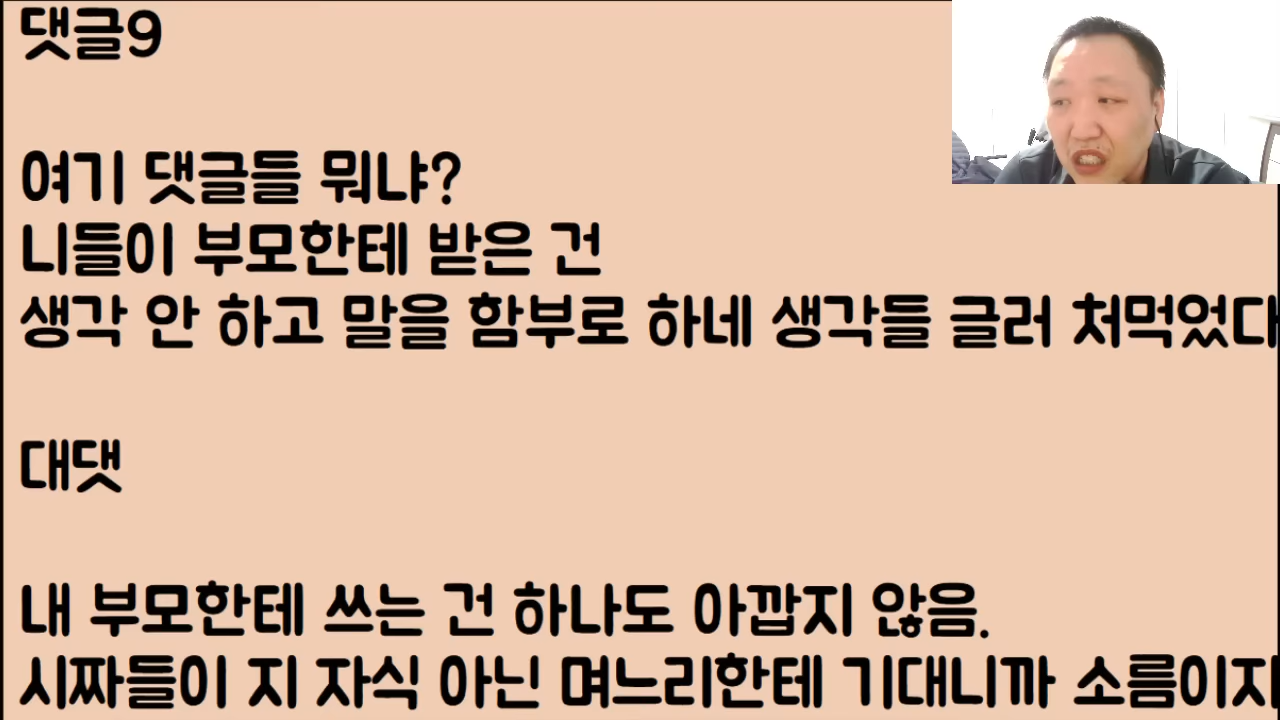 댓글9
여기 댓글들 뭐냐?
니들이 부모한테 받은 건
생각 안 하고 말을 함부로 하네 생각들 글러 처먹었다
대댓
내 부모한테 쓰는 건 하나도 아깝지 않음.
시짜들이 지 자식 아닌 며느리한테 기대니까 소름이지